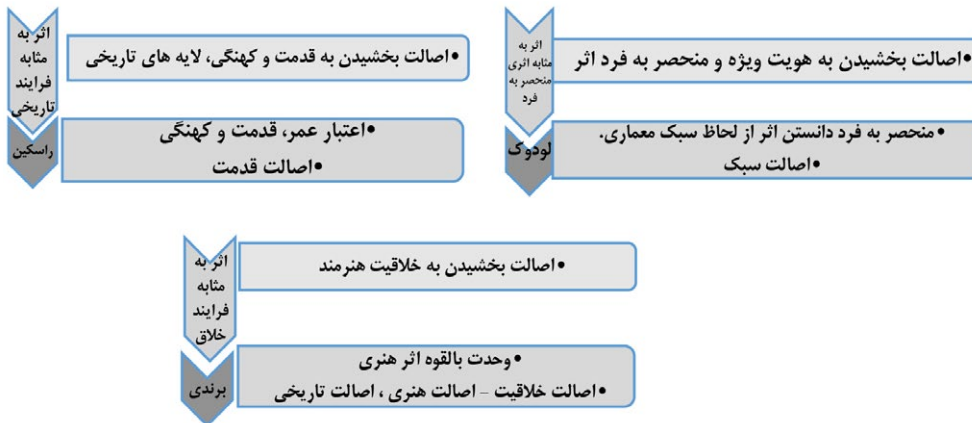 اثر به
مثابه اثری
منحصر به
فرد
•اصالت بخشیدن به هویت ویژه و منحصر به فرد اثر
لودوک
•منحصر به فرد دانستن اثر از لحاظ سبک معماری.
•اصالت سبک
اثر به
مثابه
فرایند
تاریخی
•اصالت بخشیدن به قدمت و کهنگی، لایه های تاریخی
راسکین
•اعتبار عمر، قدمت و کهنگی
•اصالت قدمت
اثر به
مثابه
فرایند
خلاق
•اصالت بخشیدن به خلاقیت هنرمند
برندی
•وحدت بالقوه اثر هنری
•اصالت خلاقیت – اصالت هنری ، اصالت تاریخی